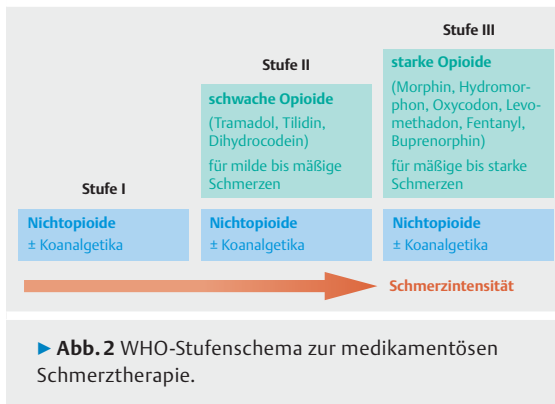 Stufe I
Nichtopioide
± Koanalgetika
Stufe II
schwache Opioide
(Tramadol, Tilidin,
Dihydrocodein)
für milde bis mäßige
Schmerzen
Nichtopioide
± Koanalgetika
Stufe III
starke Opioide
(Morphin, Hydromor-
phon, Oxycodon, Levo-
methadon, Fentanyl,
Buprenorphin)
für mäßige bis starke
Schmerzen
Nichtopioide
± Koanalgetika
Schmerzintensität
► Abb. 2 WHO-Stufenschema zur medikamentösen
Schmerztherapie.